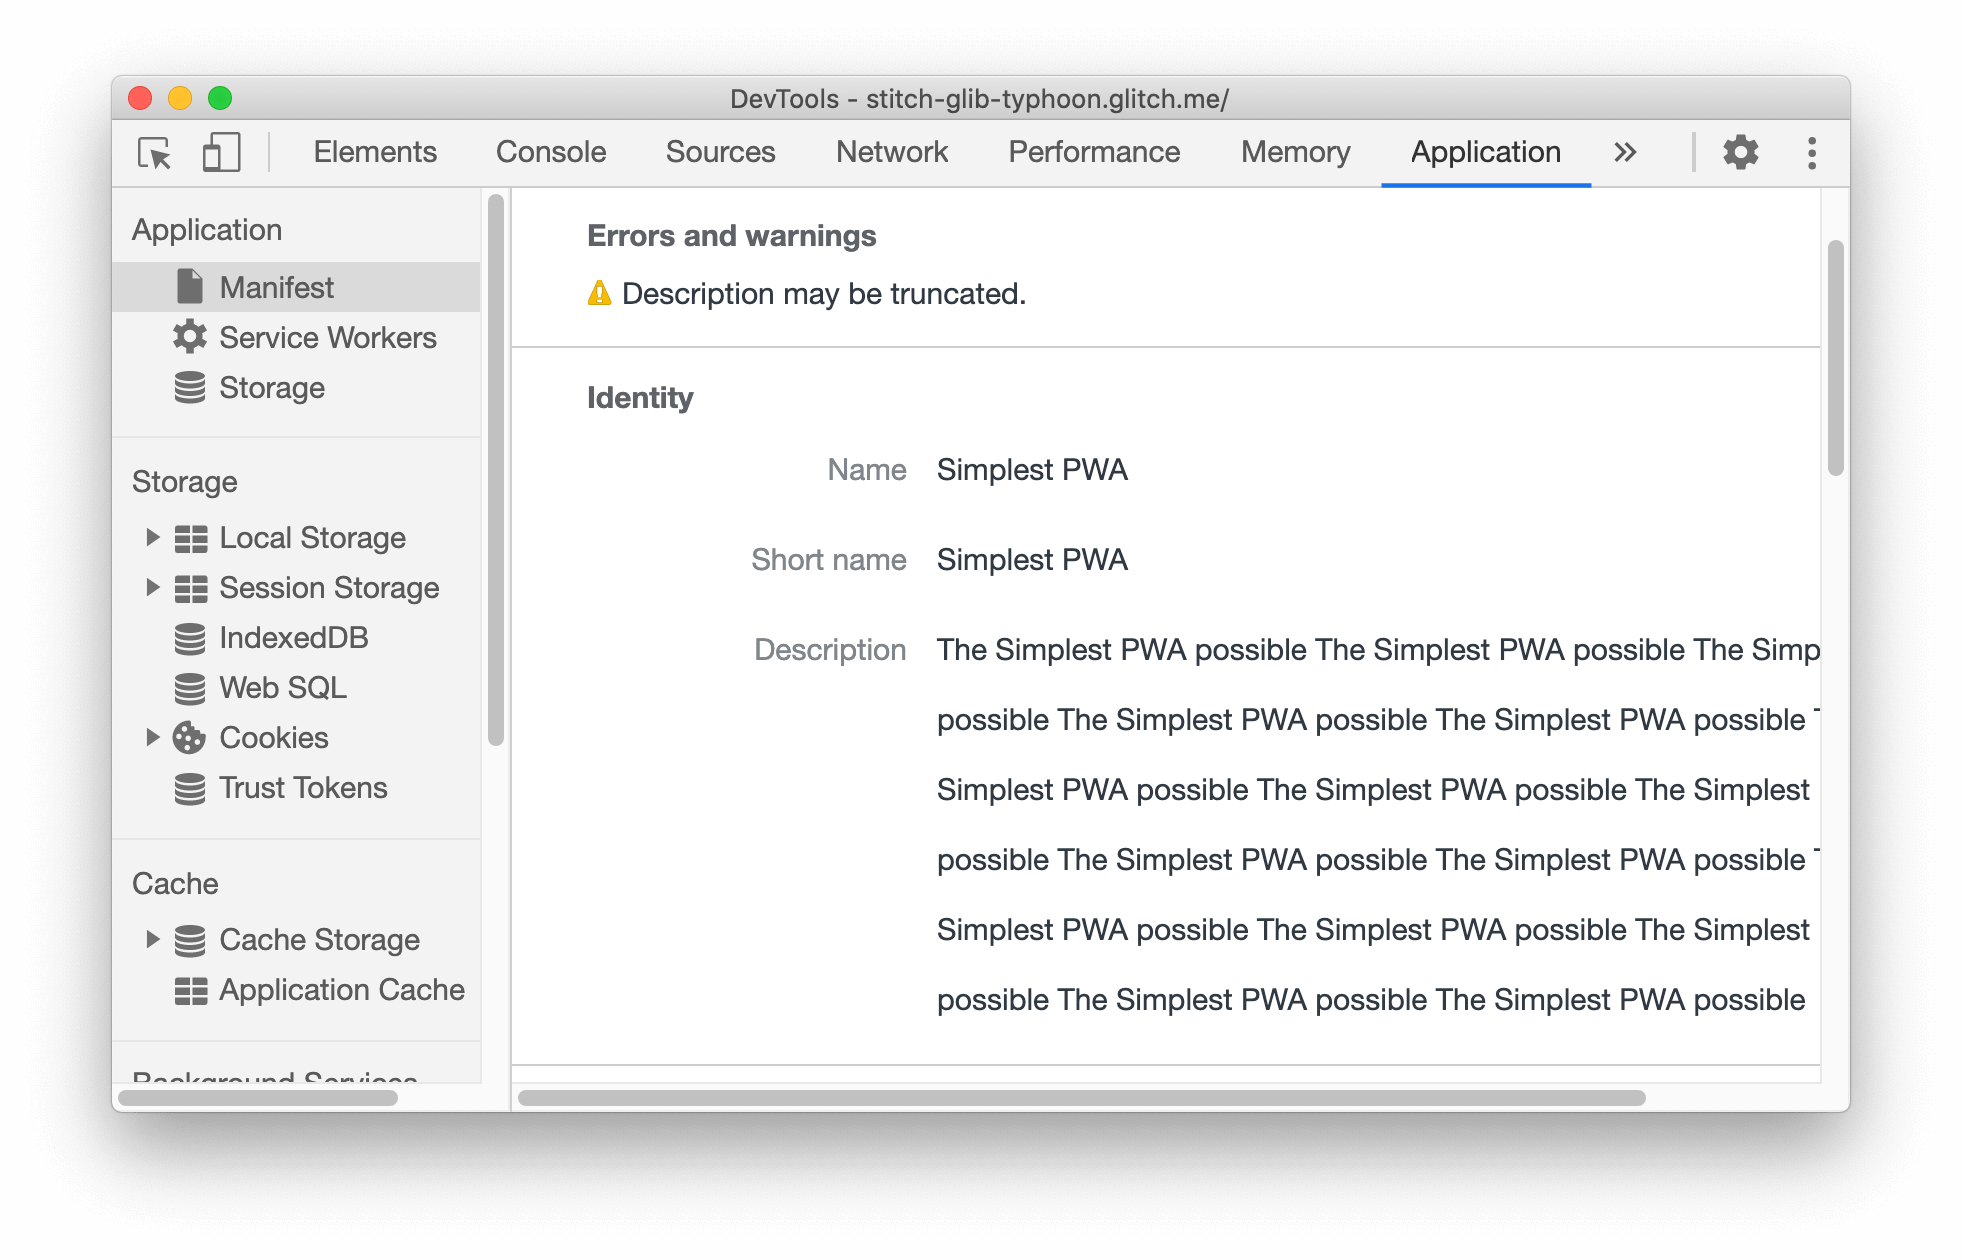 DevTools - stitch-glib-typhoon.glitch.me/
Elements Console Sources Network Performance Memory Application »
Application
Manifest
Service Workers
Storage
Storage
Local Storage
Session Storage
IndexedDB
Web SQL
Cookies
Trust Tokens
Cache
Cache Storage
Application Cache
Background Services
Errors and warnings
Description may be truncated.
Identity
Name Simplest PWA
Short name Simplest PWA
Description The Simplest PWA possible The Simplest PWA possible The Simp
possible The Simplest PWA possible The Simplest PWA possible
Simplest PWA possible The Simplest PWA possible The Simplest
possible The Simplest PWA possible The Simplest PWA possible
Simplest PWA possible The Simplest PWA possible The Simplest
possible The Simplest PWA possible The Simplest PWA possible